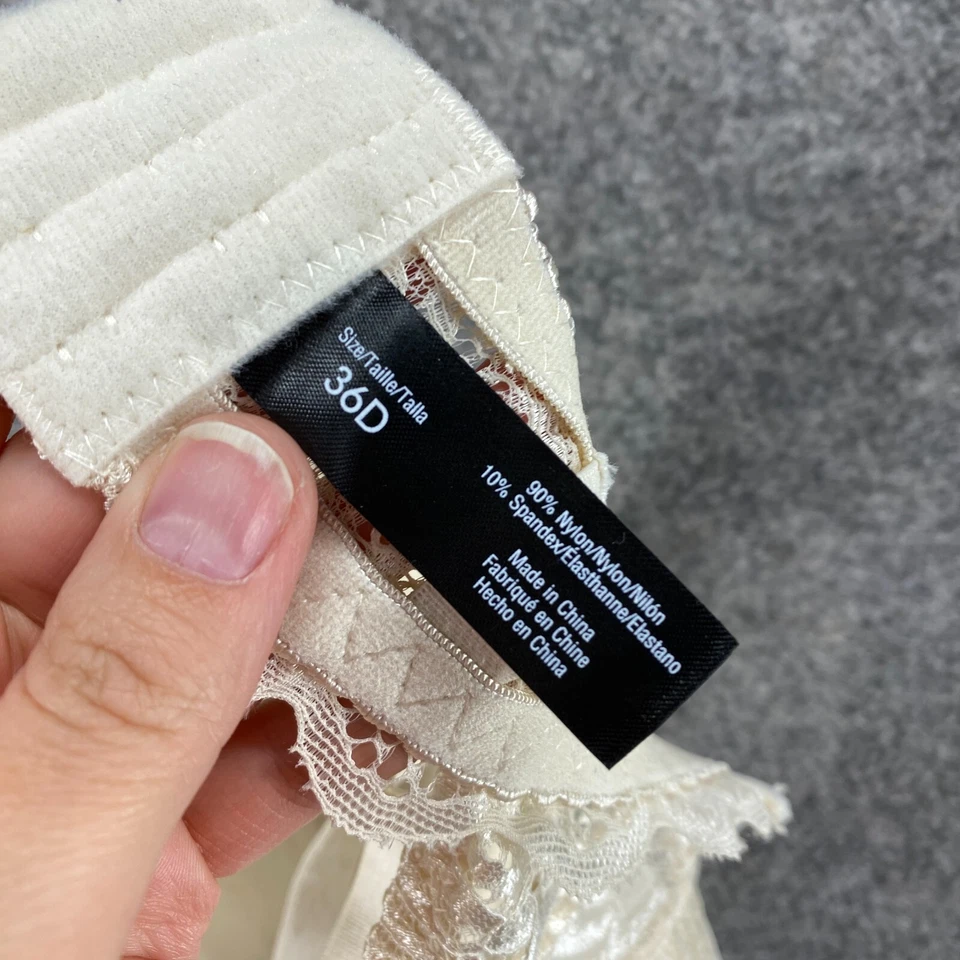 Size/Taille/Talla
36D
90% Nylon/Nylon/Nilón
10% Spandex/Élasthanne/Elastano
Made in China
Fabriqué en Chine
Hecho en China